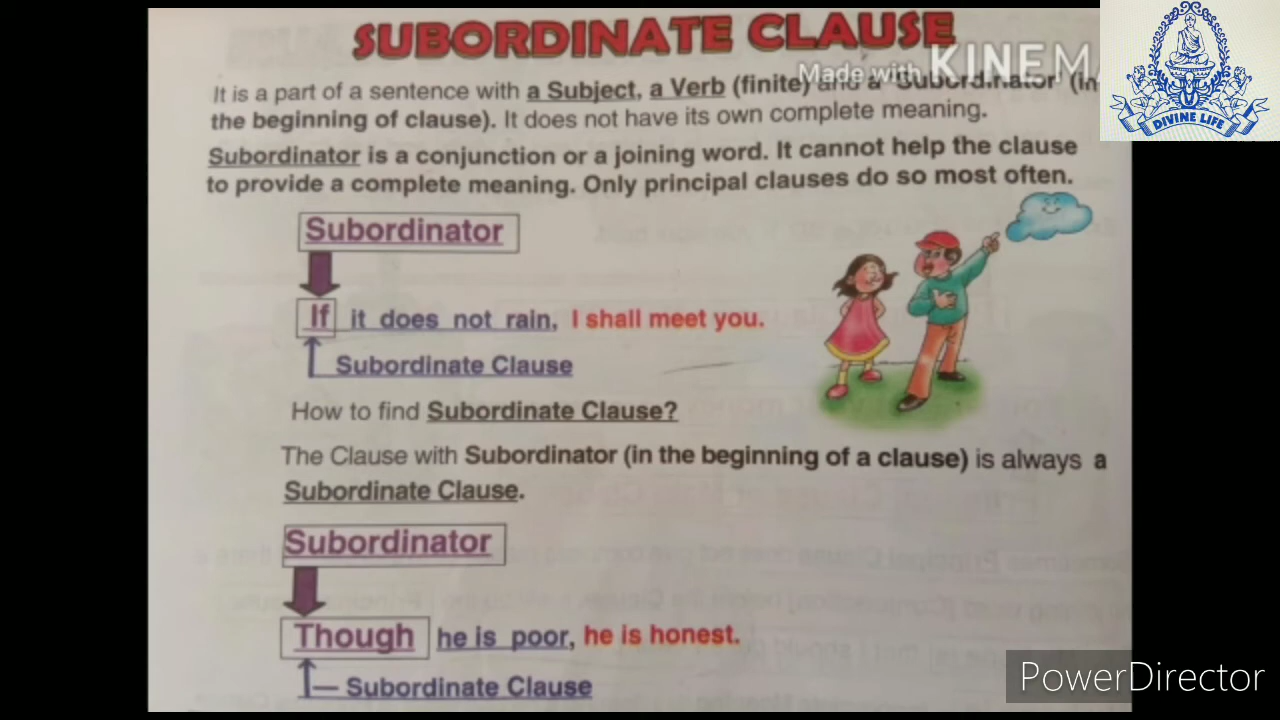 SUBORDINATE CLAUSE
Made with KINEM
It is a part of a sentence with a Subject, a Verb (finite) and a Subordinator (in
the beginning of clause). It does not have its own complete meaning.
Subordinator is a conjunction or a joining word. It cannot help the clause
to provide a complete meaning. Only principal clauses do so most often.
Subordinator
If it does not rain, I shall meet you.
Subordinate Clause
How to find Subordinate Clause?
The Clause with Subordinator (in the beginning of a clause) is always a
Subordinate Clause.
Subordinator
Though he is poor, he is honest.
Subordinate Clause
DIVINE LIFE
PowerDirector